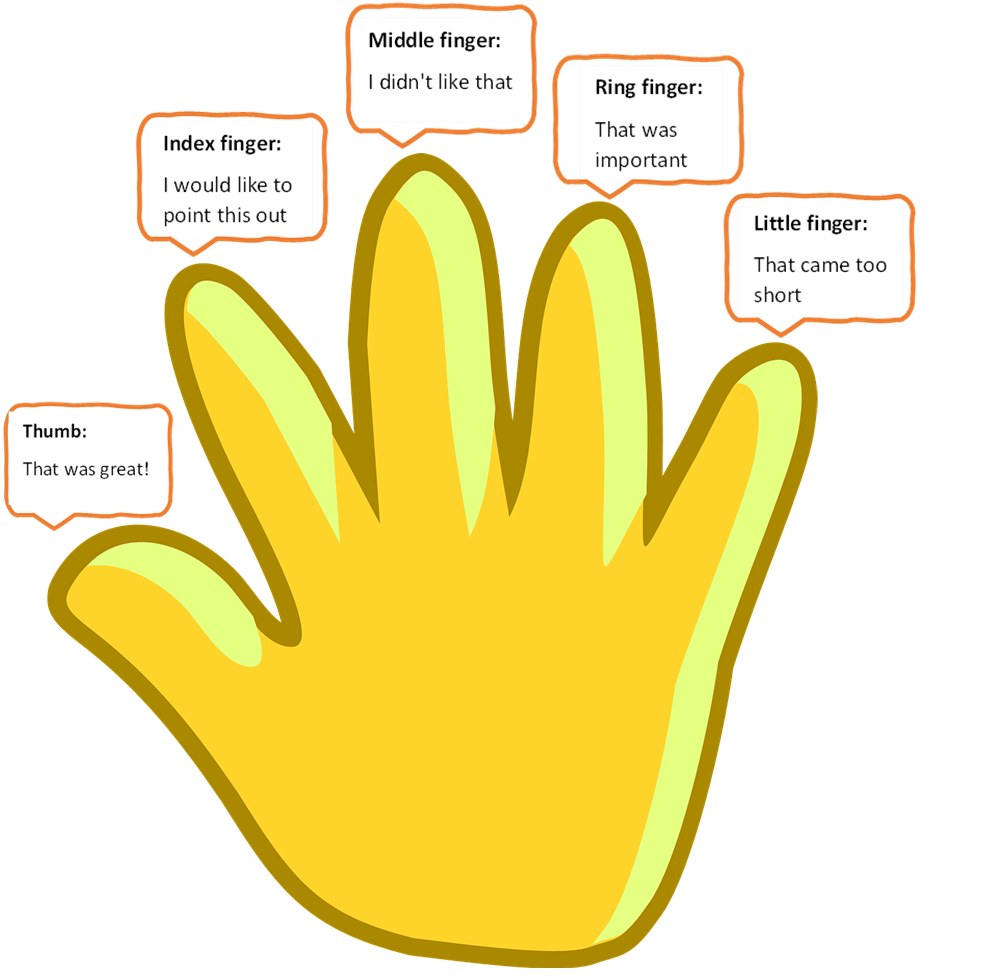 Middle finger:
I didn't like that
Ring finger:
That was
important
Index finger:
I would like to
point this out
Little finger:
That came too
short
Thumb:
That was great!